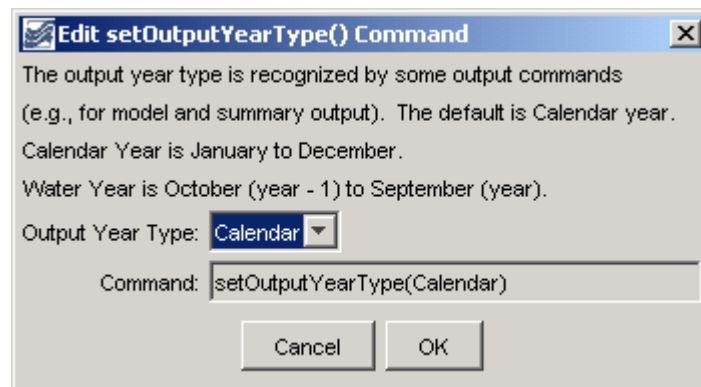 Edit setOutputYearType() Command
The output year type is recognized by some output commands
(e.g., for model and summary output). The default is Calendar year.
Calendar Year is January to December.
Water Year is October (year - 1) to September (year).
Output Year Type: Calendar
Command: setOutputYearType(Calendar)
Cancel OK